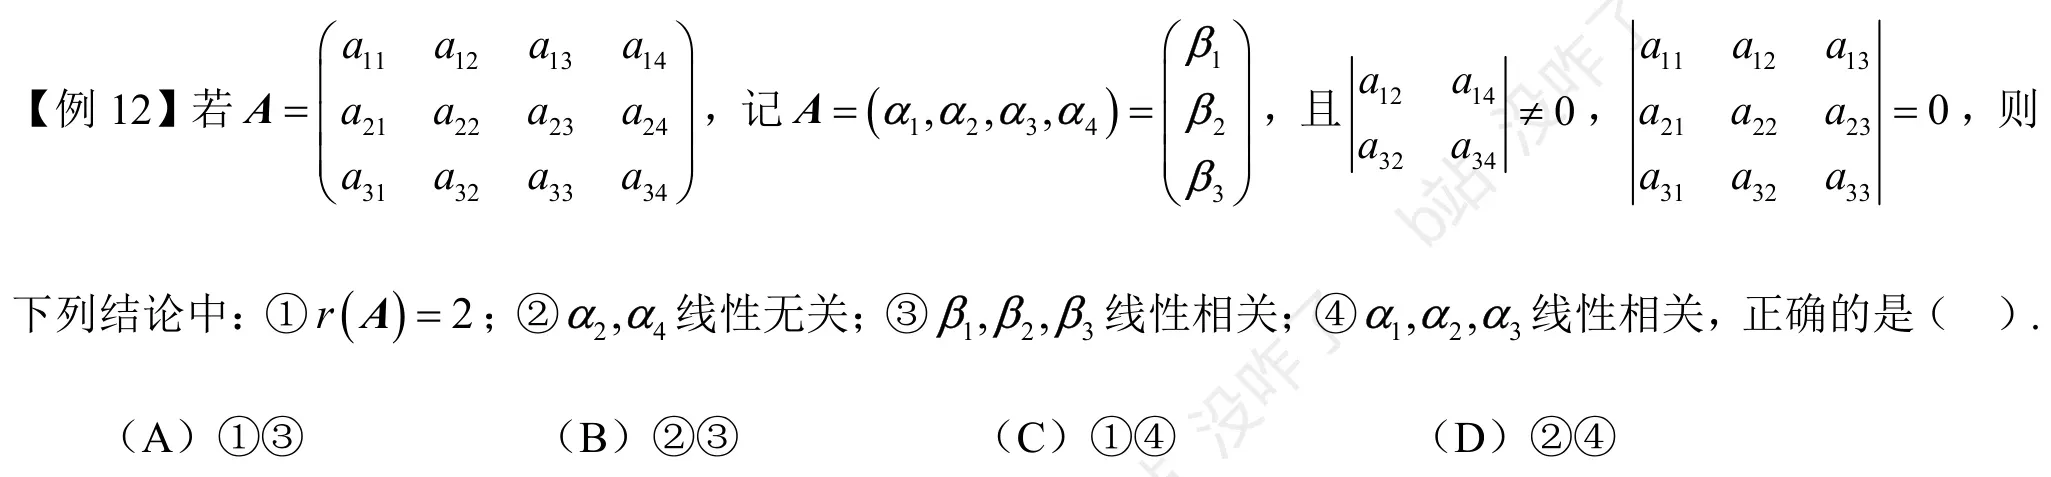 【例 12】若 $A=\begin{pmatrix} a_{11} & a_{12} & a_{13} & a_{14} \\ a_{21} & a_{22} & a_{23} & a_{24} \\ a_{31} & a_{32} & a_{33} & a_{34} \end{pmatrix}$，记 $A=(\alpha_1,\alpha_2,\alpha_3,\alpha_4)=\begin{pmatrix} \beta_1 \\ \beta_2 \\ \beta_3 \end{pmatrix}$，且 $\begin{vmatrix} a_{12} & a_{14} \\ a_{32} & a_{34} \end{vmatrix} \neq 0$，$\begin{vmatrix} a_{11} & a_{12} & a_{13} \\ a_{21} & a_{22} & a_{23} \\ a_{31} & a_{32} & a_{33} \end{vmatrix} = 0$，则
下列结论中：① $r(A)=2$；② $\alpha_2,\alpha_4$ 线性无关；③ $\beta_1,\beta_2,\beta_3$ 线性相关；④ $\alpha_1,\alpha_2,\alpha_3$ 线性相关，正确的是（ ）.
（A）①③ （B）②③ （C）①④ （D）②④
b站 没咋了
站 没咋了